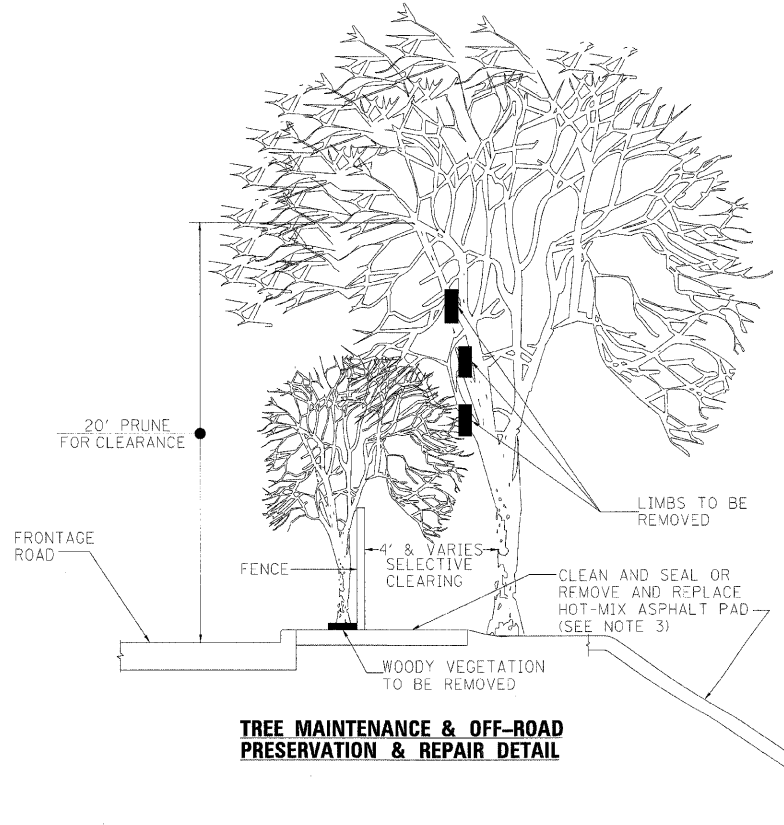 20' PRUNE
FOR CLEARANCE
LIMBS TO BE
REMOVED
FRONTAGE
ROAD
FENCE
4' & VARIES
SELECTIVE
CLEARING
CLEAN AND SEAL OR
REMOVE AND REPLACE
HOT-MIX ASPHALT PAD
(SEE NOTE 3)
WOODY VEGETATION
TO BE REMOVED
TREE MAINTENANCE & OFF-ROAD
PRESERVATION & REPAIR DETAIL